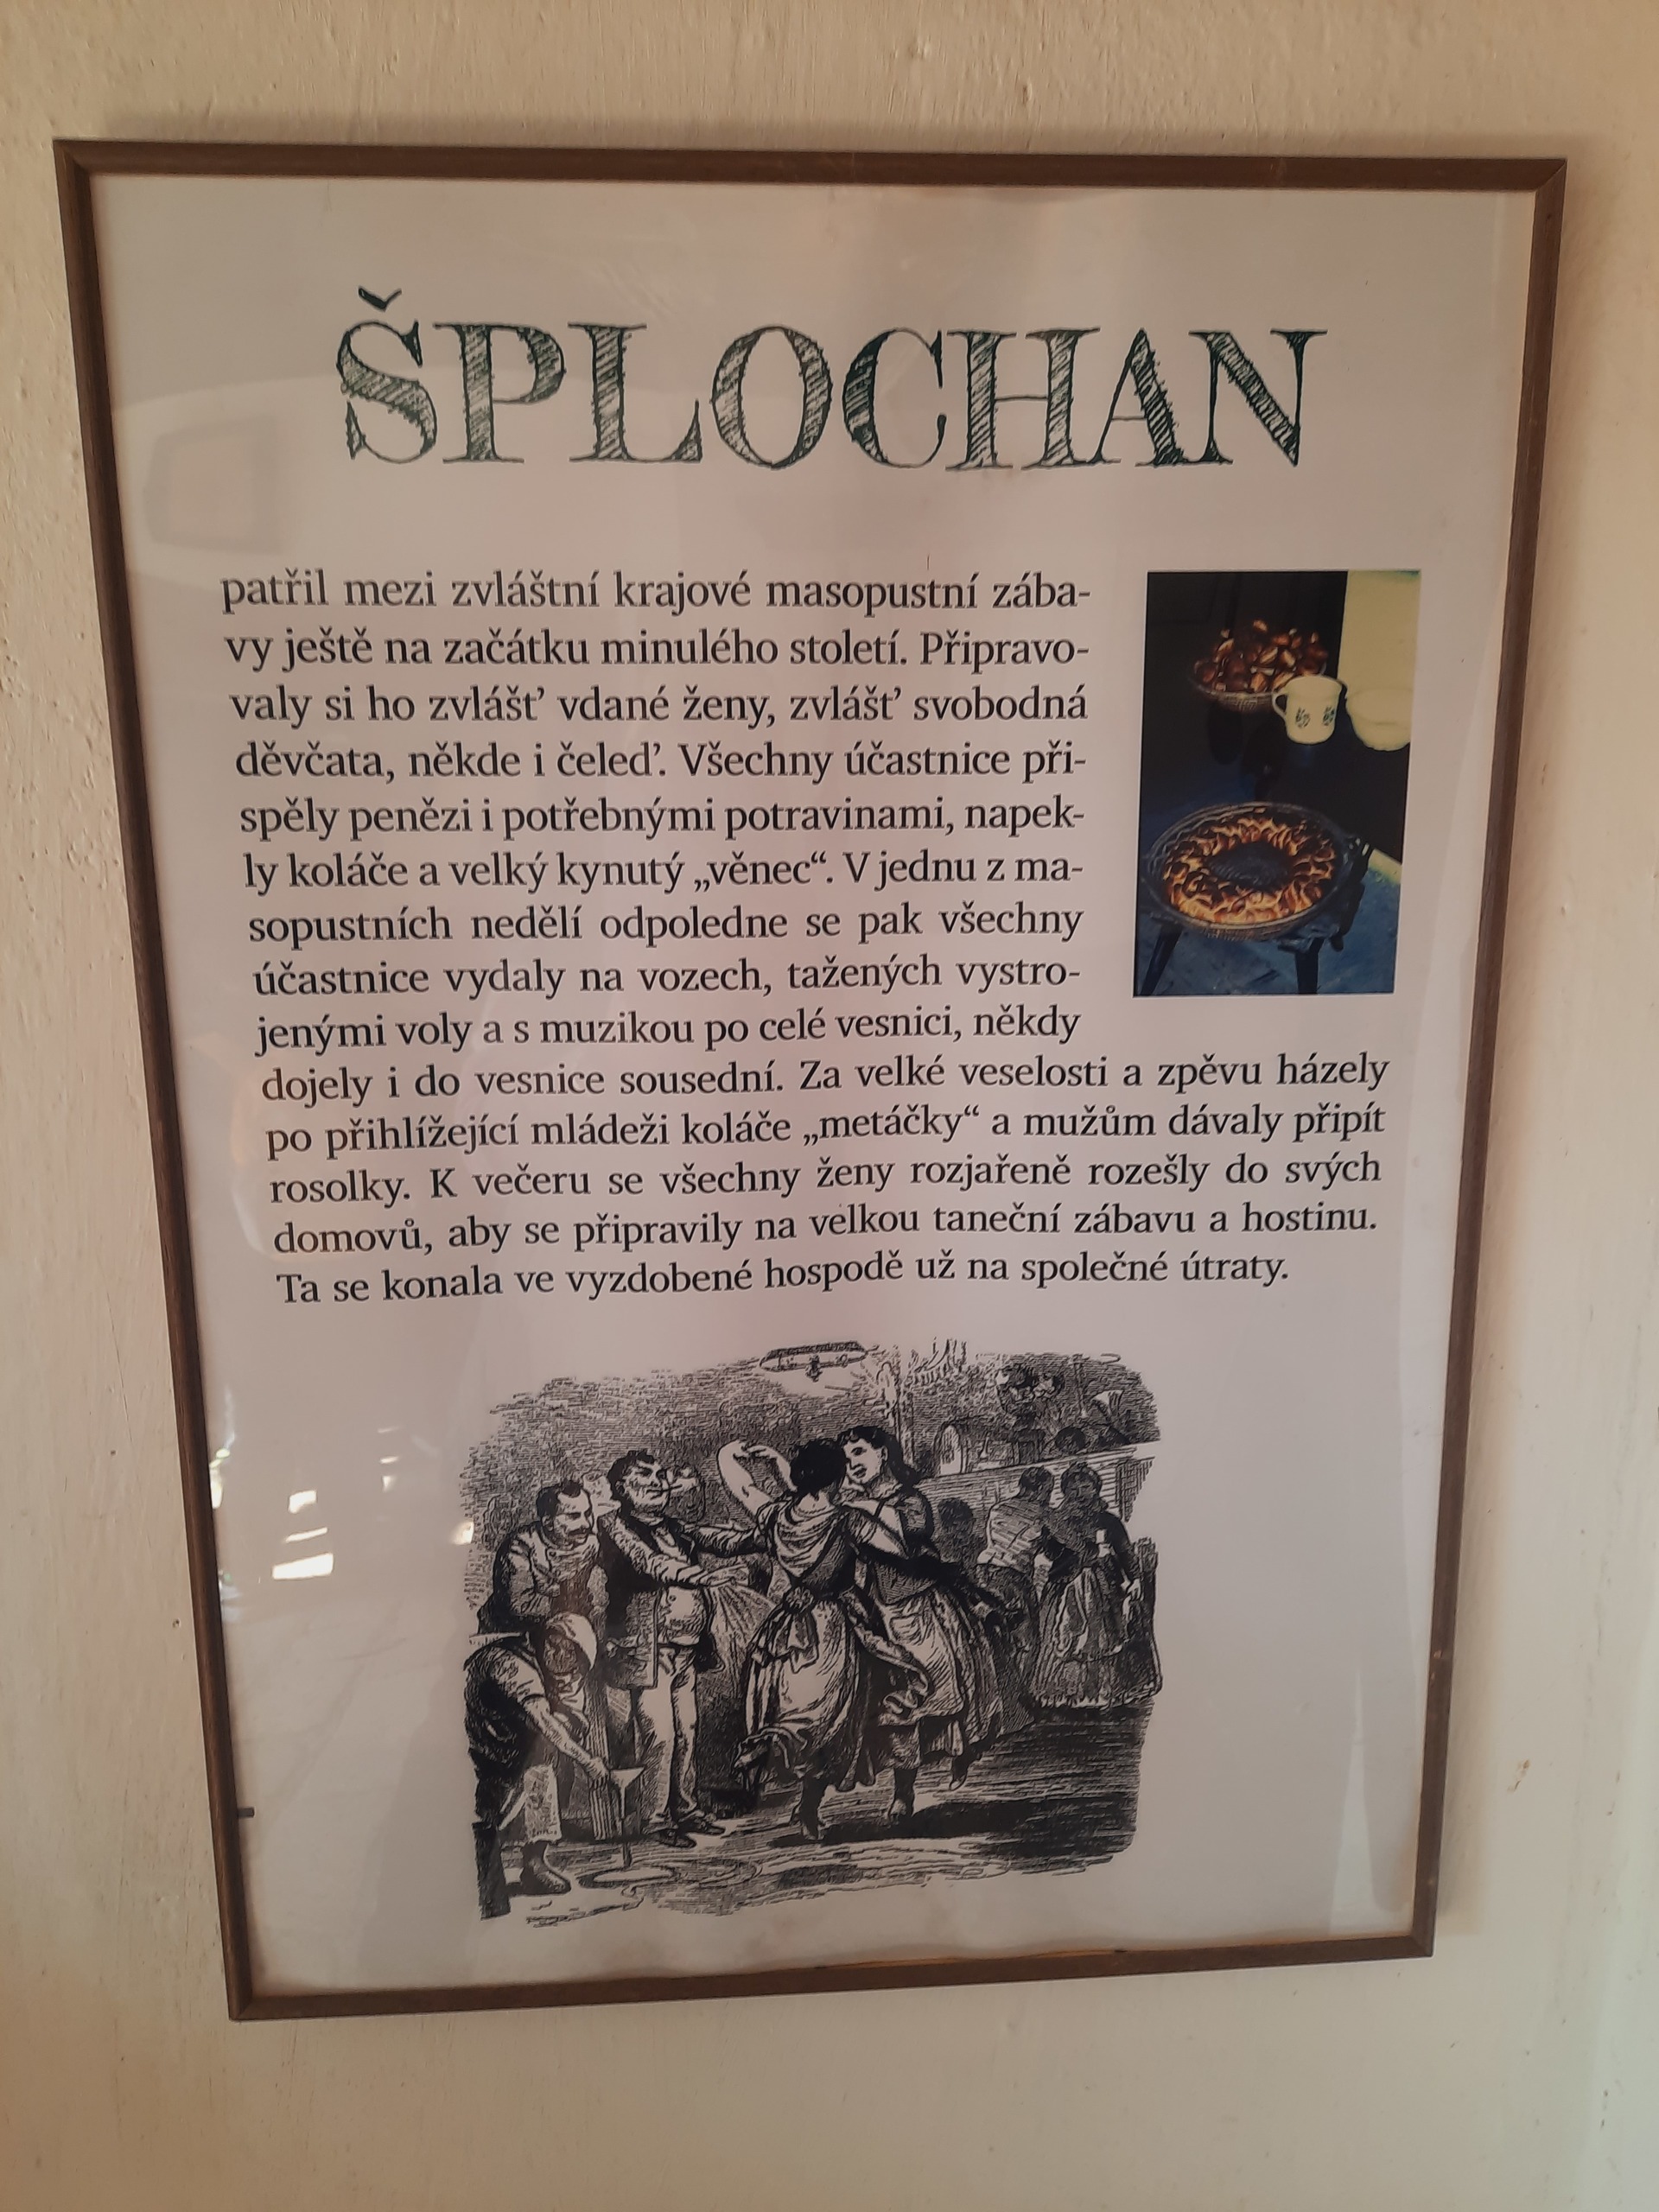 ŠPLOCHAN
patřil mezi zvláštní krajové masopustní zába-
vy ještě na začátku minulého století. Připravo-
valy si ho zvlášť vdané ženy, zvlášť svobodná
děvčata, někde i čeleď. Všechny účastnice při-
spěly penězi i potřebnými potravinami, napek-
ly koláče a velký kynutý „věnec“. V jednu z ma-
sopustních nedělí odpoledne se pak všechny
účastnice vydaly na vozech, tažených vystro-
jenými voly a s muzikou po celé vesnici, někdy
dojely i do vesnice sousední. Za velké veselosti a zpěvu házely
po přihlížející mládeži koláče „metáčky“ a mužům dávaly připít
rosolky. K večeru se všechny ženy rozjařeně rozešly do svých
domovů, aby se připravily na velkou taneční zábavu a hostinu.
Ta se konala ve vyzdobené hospodě už na společné útraty.